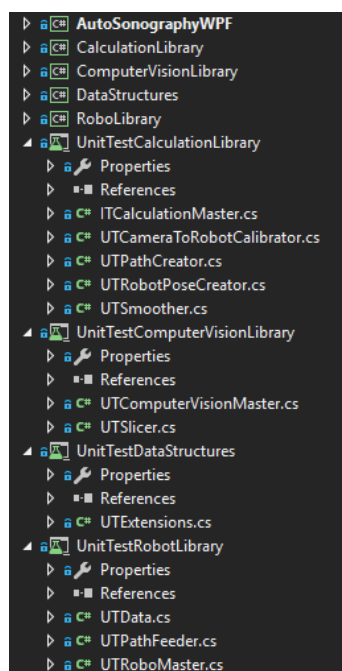 C# AutoSonographyWPF
C# CalculationLibrary
C# ComputerVisionLibrary
C# DataStructures
C# RoboLibrary
UnitTestCalculationLibrary
Properties
References
C# ITCalculationMaster.cs
C# UTCameraToRobotCalibrator.cs
C# UTPathCreator.cs
C# UTRobotPoseCreator.cs
C# UTSmoother.cs
UnitTestComputerVisionLibrary
Properties
References
C# UTComputerVisionMaster.cs
C# UTSlicer.cs
UnitTestDataStructures
Properties
References
C# UTExtensions.cs
UnitTestRobotLibrary
Properties
References
C# UTData.cs
C# UTPathFeeder.cs
C# UTRoboMaster.cs